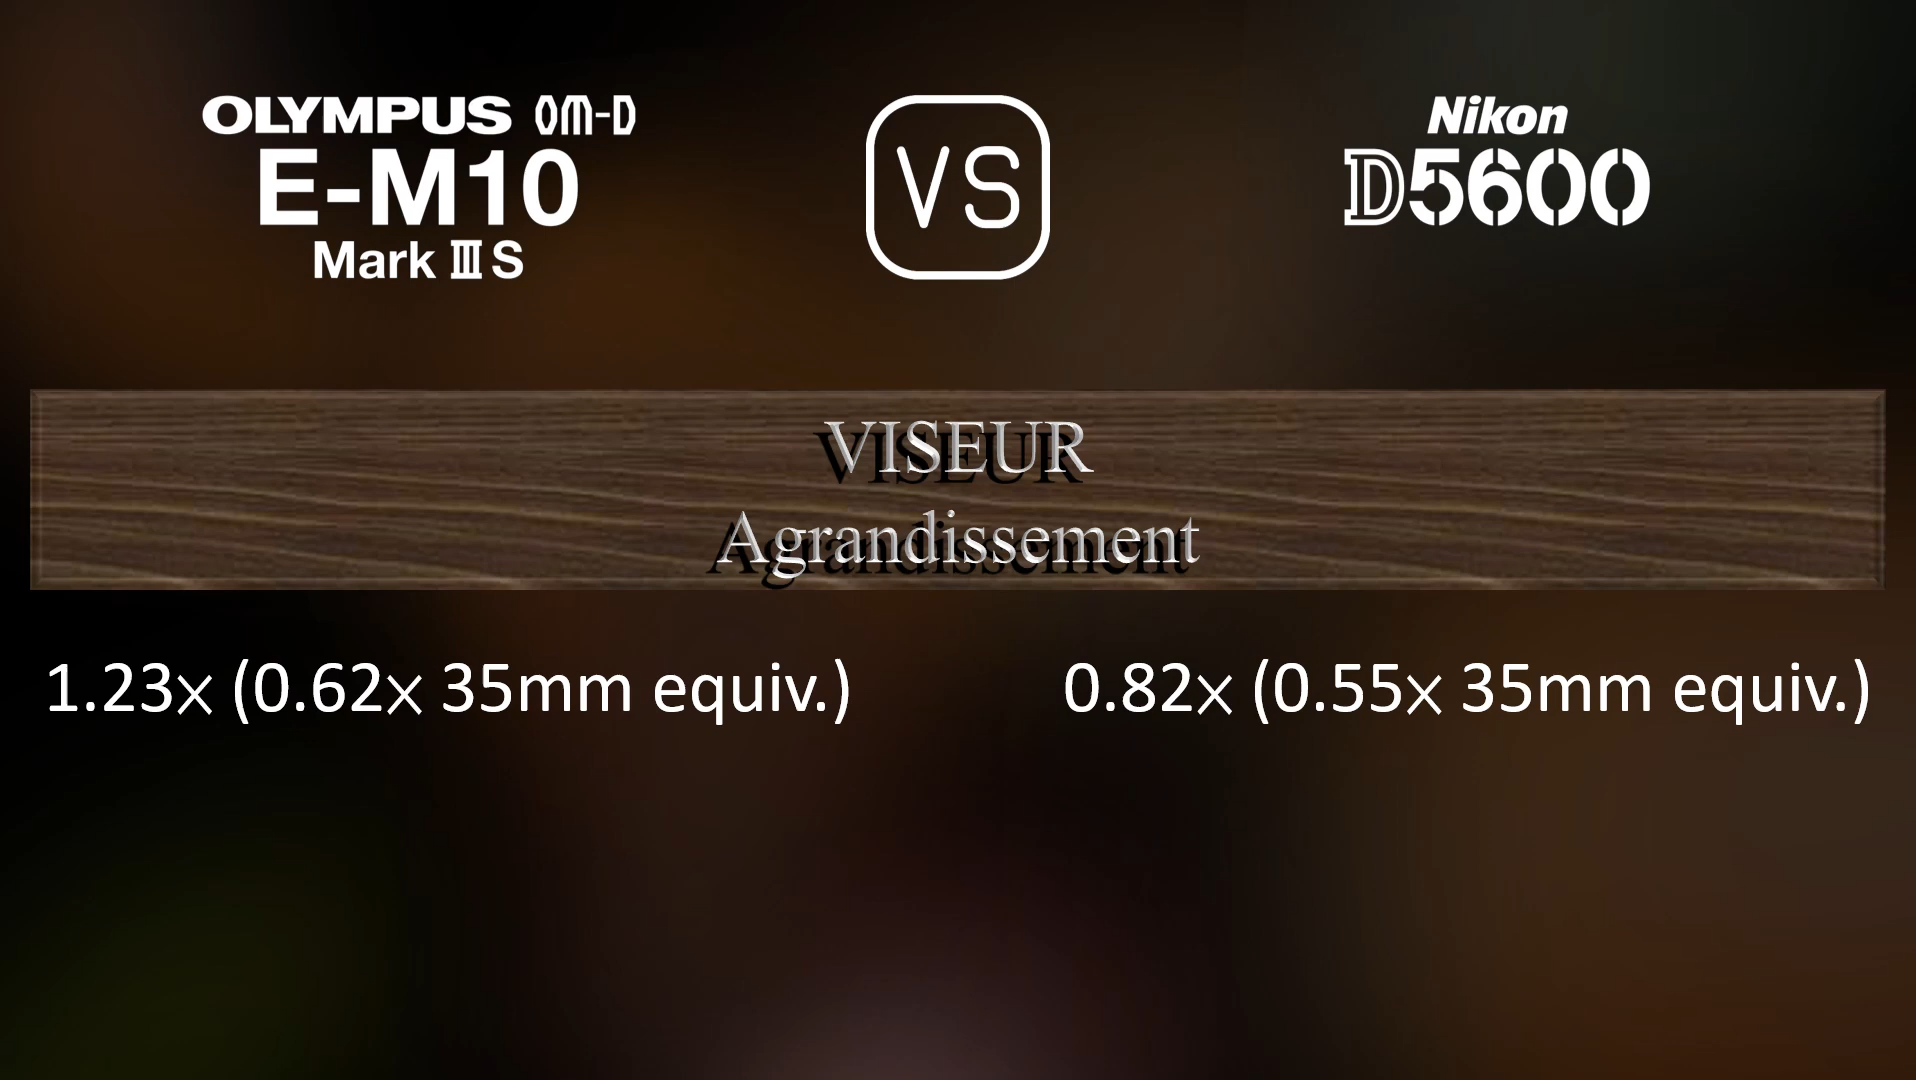 OLYMPUS OM-D
E-M10
Mark III S
VS
Nikon
D5600
VISEUR
Agrandissement
1.23x (0.62x 35mm equiv.)
0.82x (0.55x 35mm equiv.)